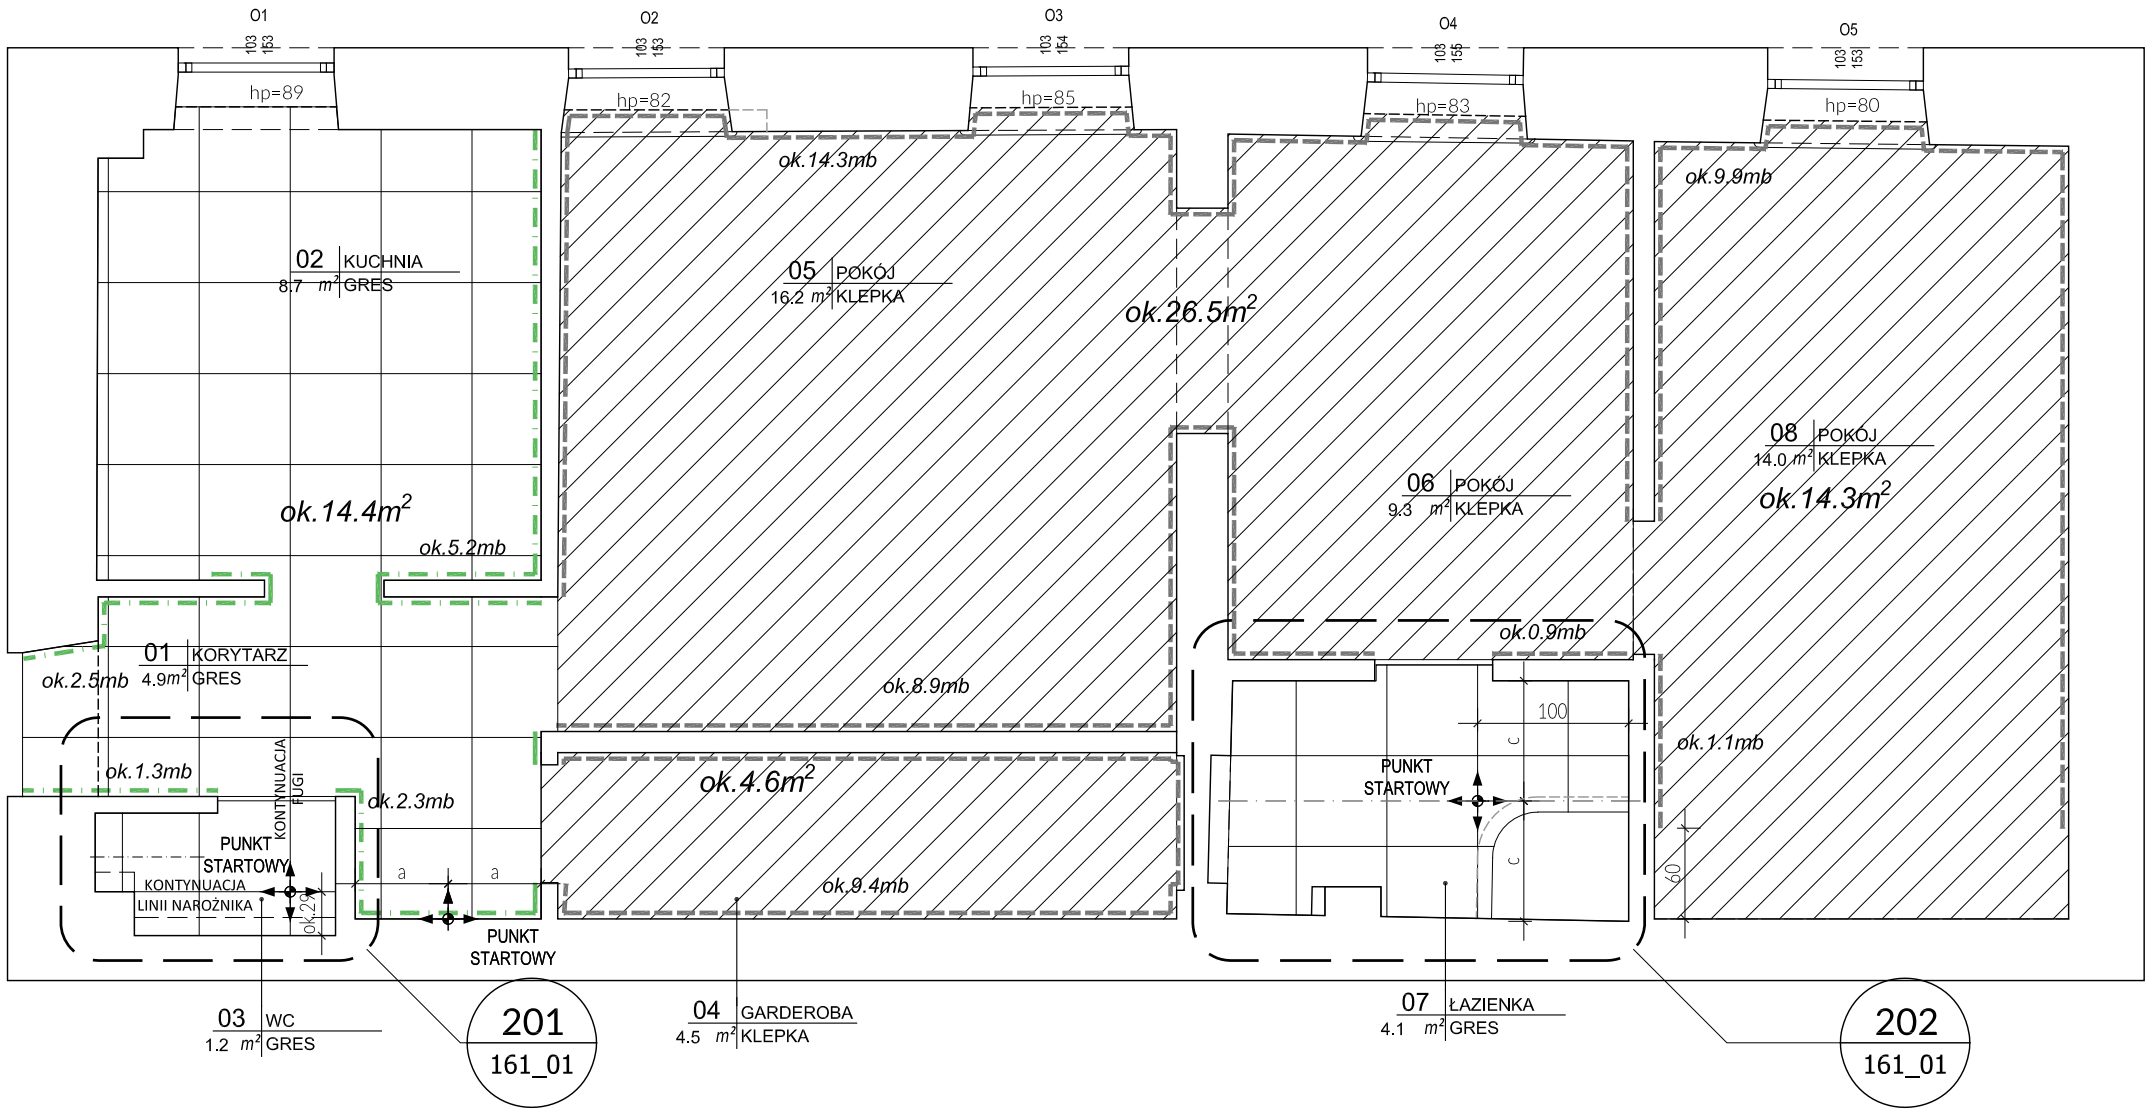 O1
O2
O3
O4
O5
103
153
103
153
103
154
103
155
103
153
hp=89
hp=82
hp=85
hp=83
hp=80
ok.14.3mb
ok.9.9mb
02 KUCHNIA
8.7 m² GRES
05 POKÓJ
16.2 m² KLEPKA
ok.26.5m²
08 POKÓJ
14.0 m² KLEPKA
ok.14.3m²
06 POKÓJ
9.3 m² KLEPKA
ok.14.4m²
ok.5.2mb
ok.0.9mb
01 KORYTARZ
4.9m² GRES
ok.2.5mb
ok.8.9mb
100
c
ok.1.1mb
KONTYNUACJA
FUGI
ok.1.3mb
ok.4.6m²
PUNKT
STARTOWY
ok.2.3mb
PUNKT
STARTOWY
a
a
c
60
KONTYNUACJA
LINII NAROŻNIKA
ok.29
ok.9.4mb
PUNKT
STARTOWY
03 WC
1.2 m² GRES
201
161_01
04 GARDEROBA
4.5 m² KLEPKA
07 ŁAZIENKA
4.1 m² GRES
202
161_01